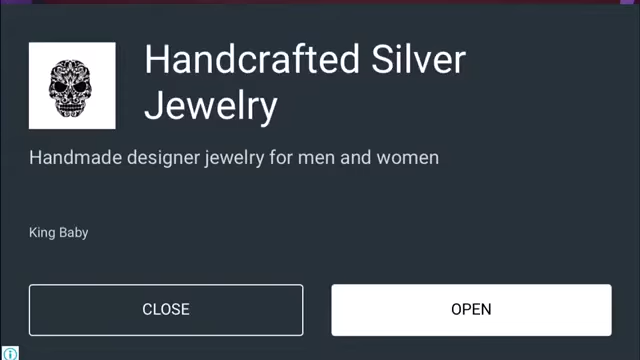 Handcrafted Silver
Jewelry
Handmade designer jewelry for men and women
King Baby
CLOSE
OPEN